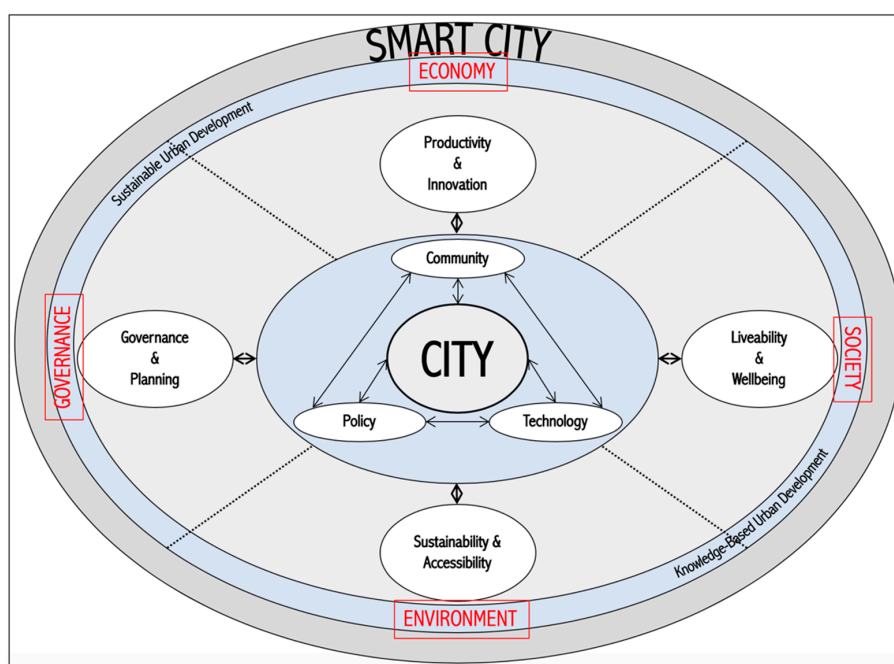 SMART CITY
ECONOMY
Sustainable Urban Development
Productivity
&
Innovation
Community
GOVERNANCE
Governance
&
Planning
CITY
Liveability
&
Wellbeing
SOCIETY
Policy
Technology
Knowledge-Based Urban Development
Sustainability &
Accessibility
ENVIRONMENT